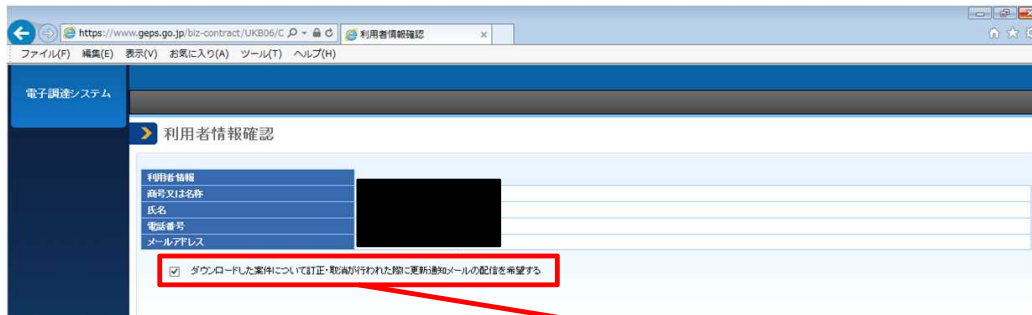 https://www.geps.go.jp/biz-contract/UKB06/C
利用者情報確認
ファイル(F) 編集(E) 表示(V) お気に入り(A) ツール(T) ヘルプ(H)
電子調達システム
利用者情報確認
利用者情報
商号又は名称
氏名
電話番号
メールアドレス
ダウンロードした案件について訂正・取消が行われた際に更新通知メールの配信を希望する